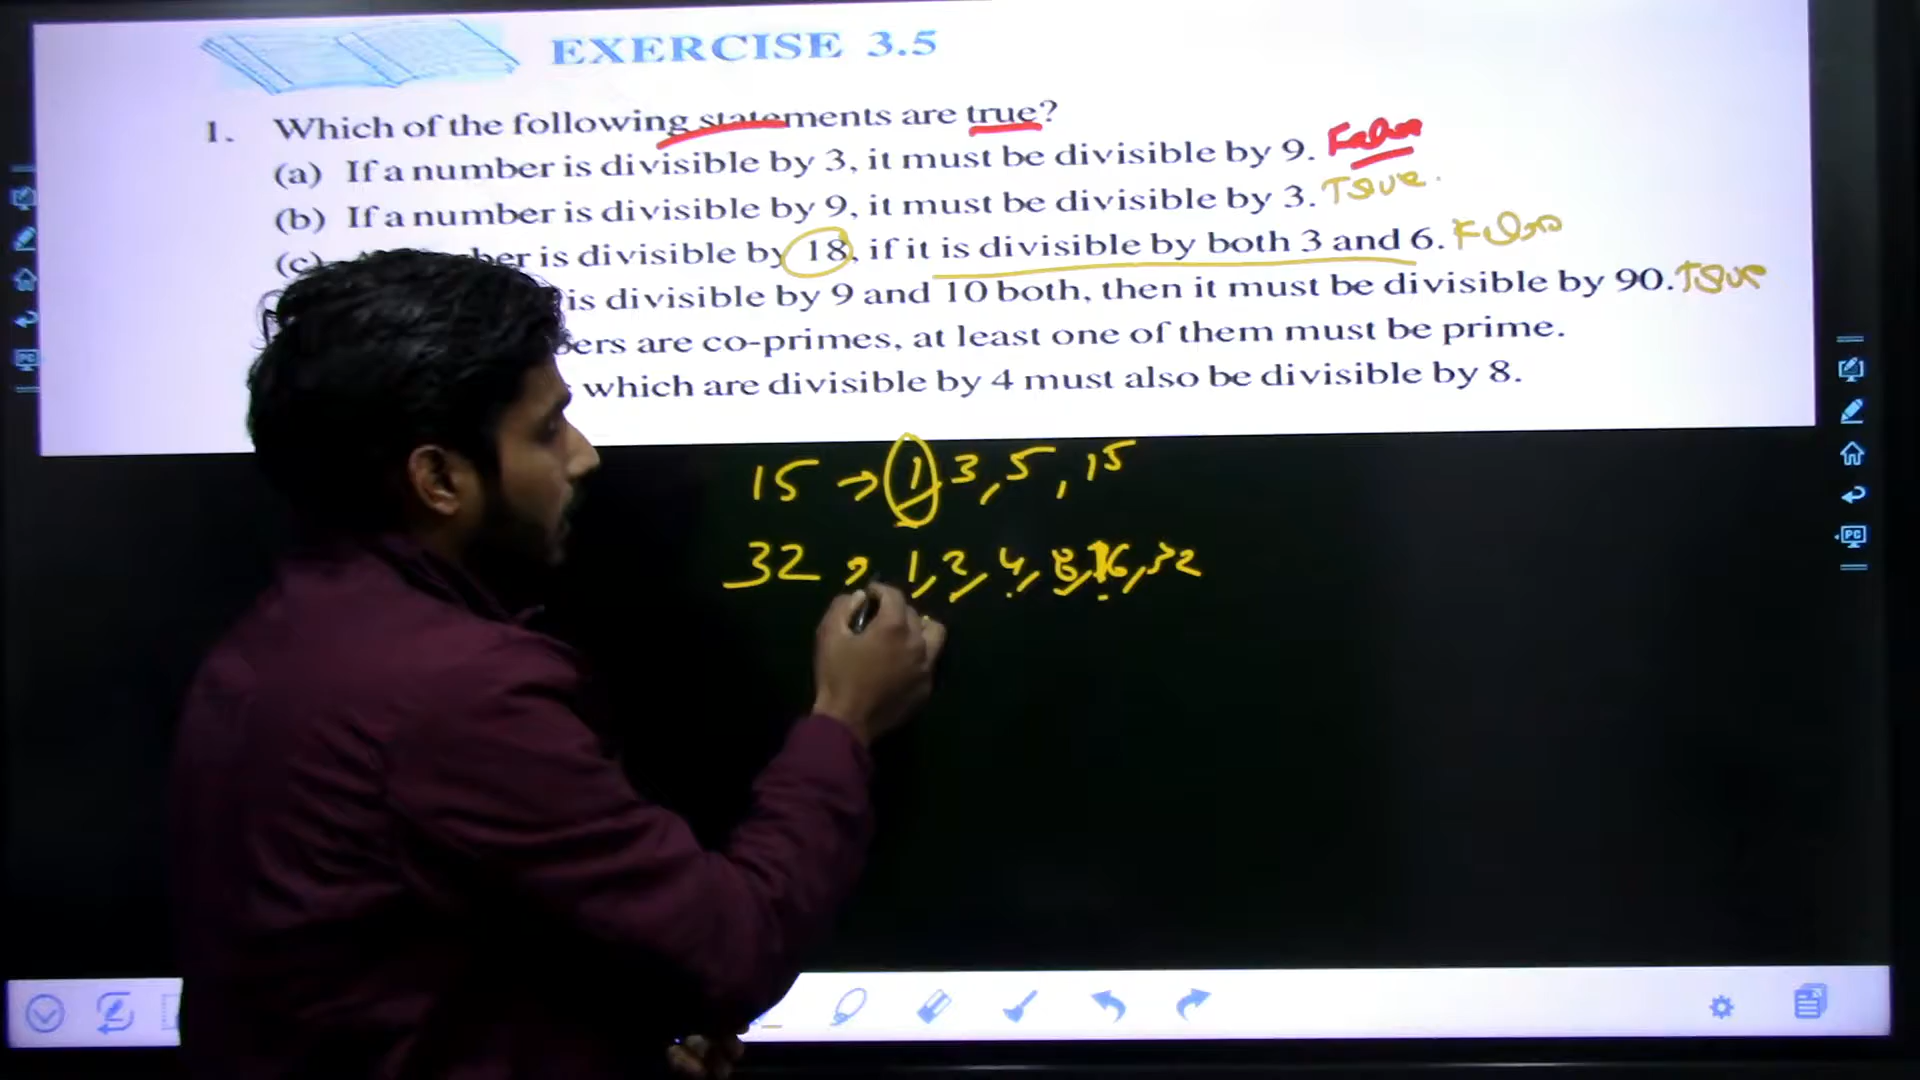 EXERCISE 3.5
1. Which of the following statements are true?
(a) If a number is divisible by 3, it must be divisible by 9. False
(b) If a number is divisible by 9, it must be divisible by 3. True.
(c) is divisible by 18, if it is divisible by both 3 and 6. False
is divisible by 9 and 10 both, then it must be divisible by 90. True
are co-primes, at least one of them must be prime.
which are divisible by 4 must also be divisible by 8.
15 → 1, 3, 5, 15
32 → 1, 2, 4, 8, 16, 32
PC
PC